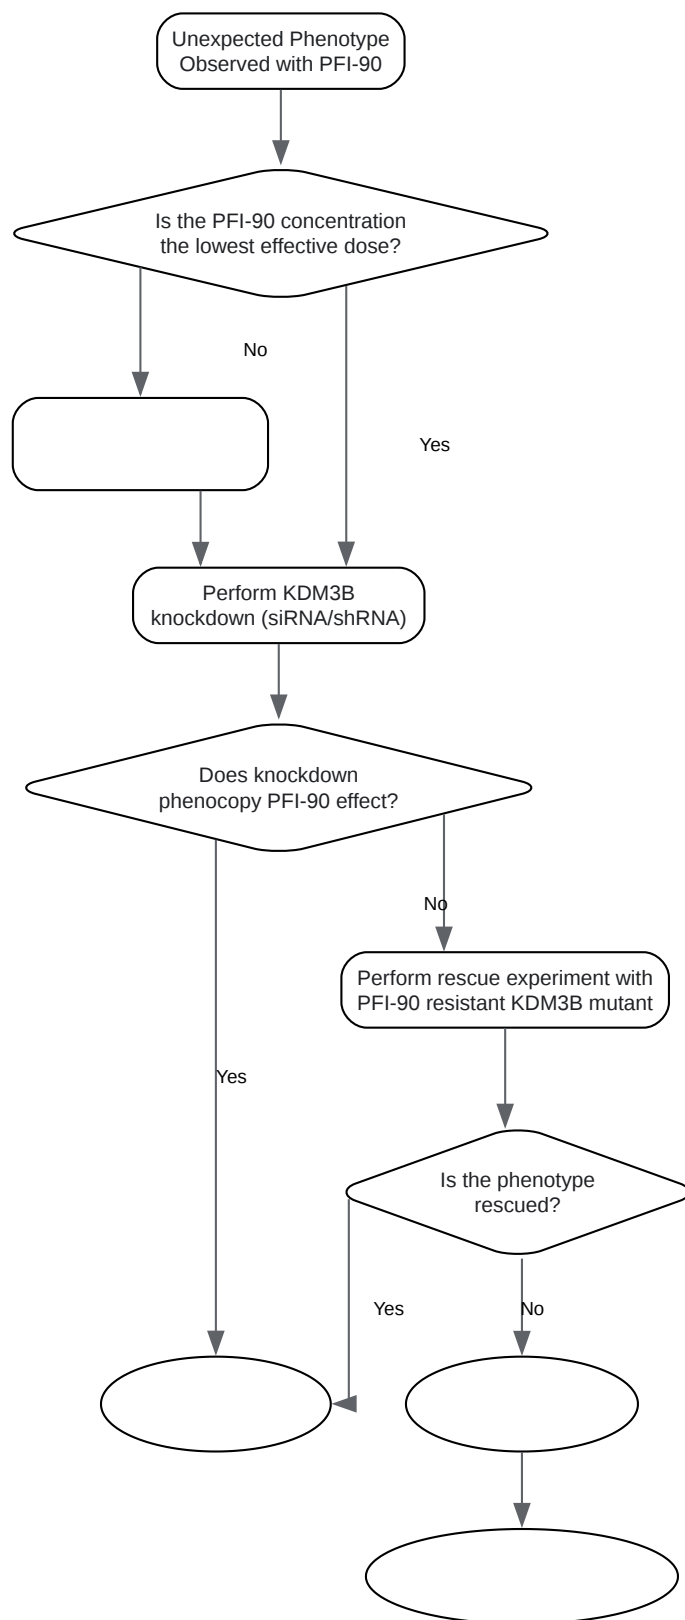 Unexpected Phenotype
Observed with PFI-90
Is the PFI-90 concentration
the lowest effective dose?
No
Yes
Perform KDM3B
knockdown (siRNA/shRNA)
Does knockdown
phenocopy PFI-90 effect?
No
Perform rescue experiment with
PFI-90 resistant KDM3B mutant
Yes
Is the phenotype
rescued?
Yes
No